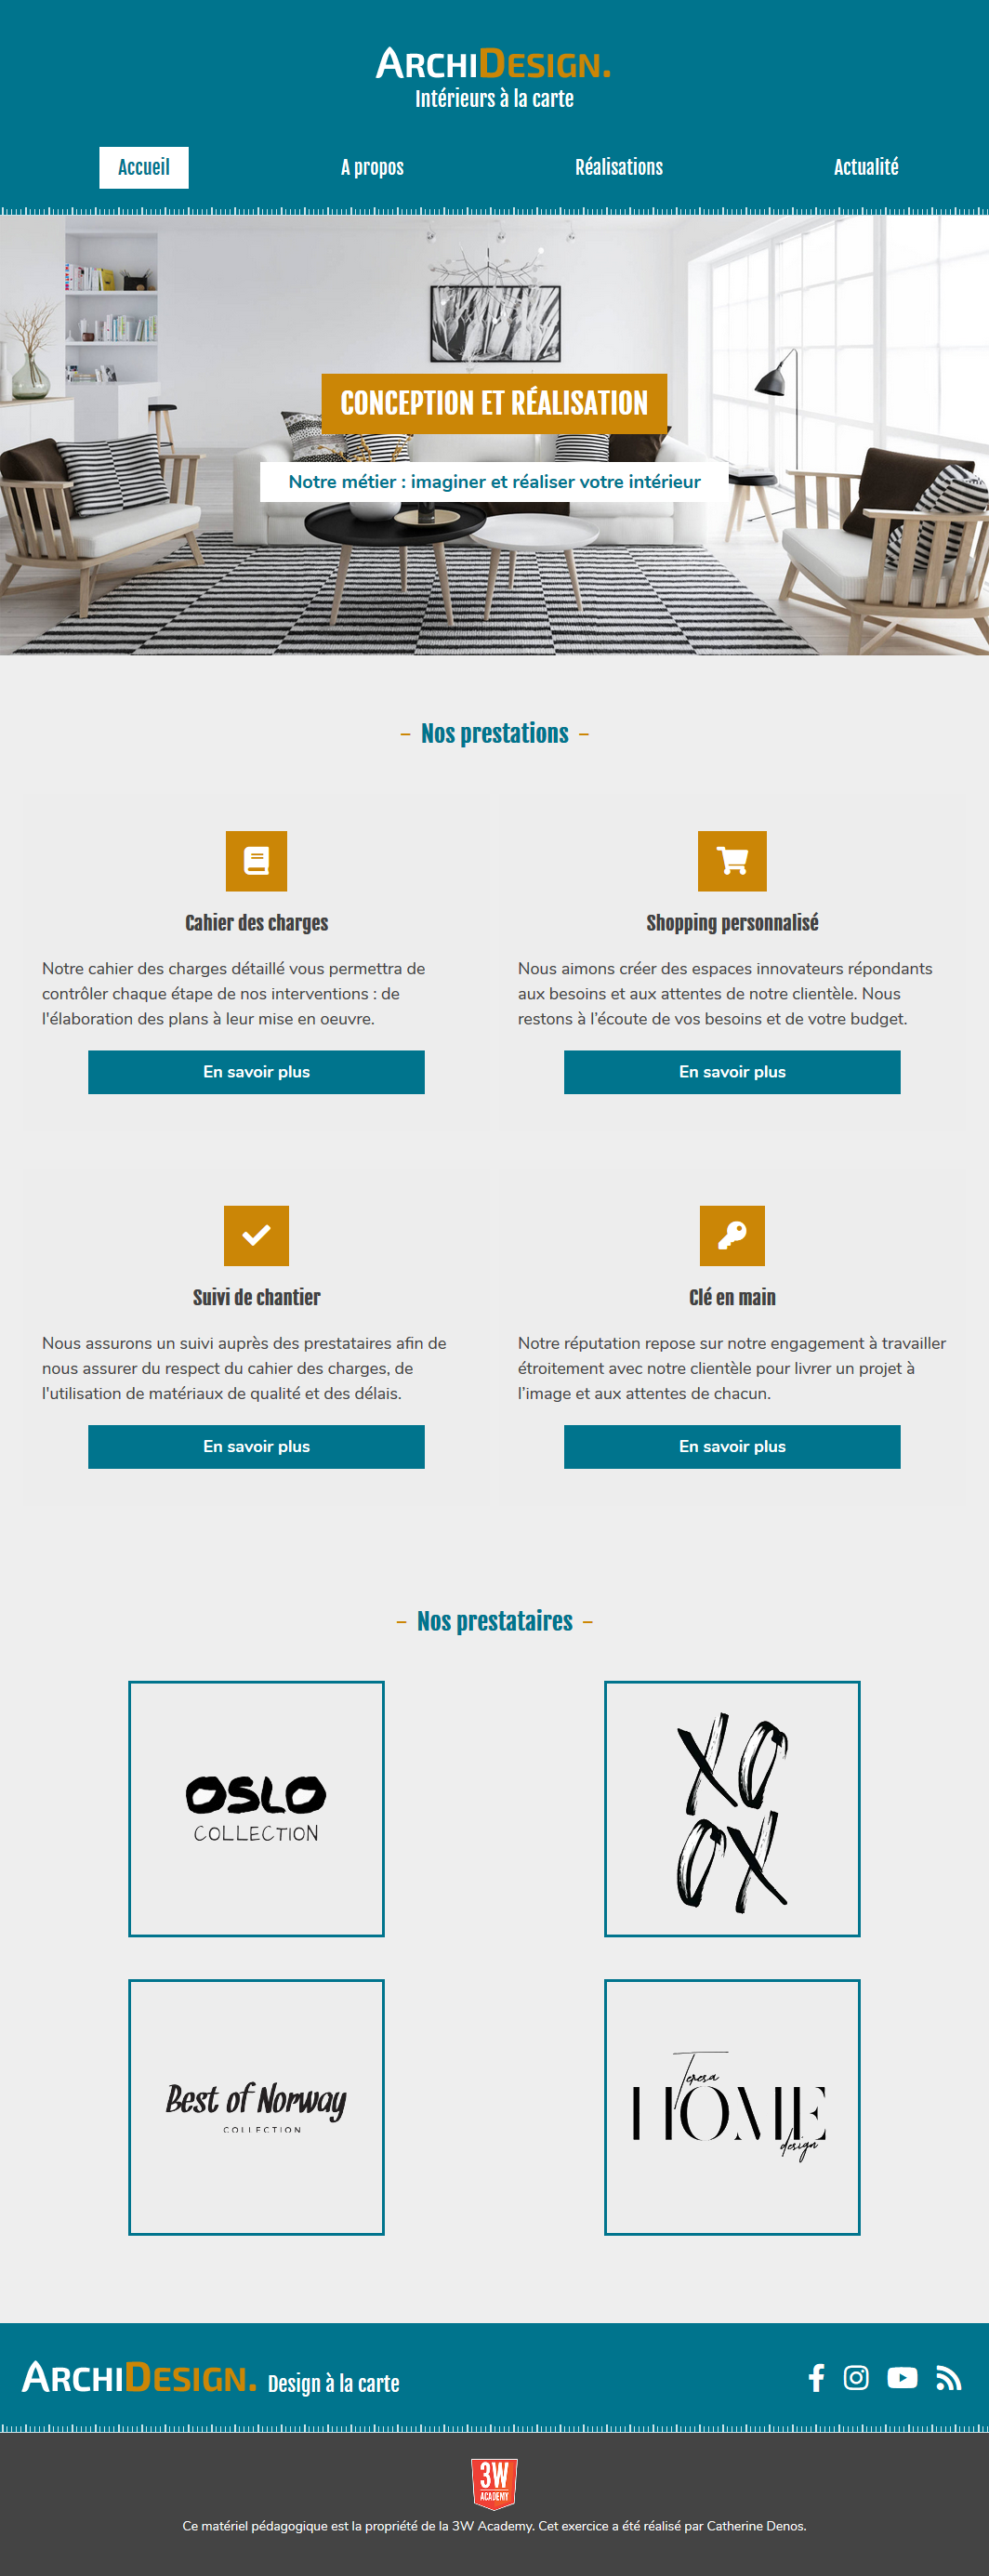 ARCHIDESIGN.
Intérieurs à la carte
Accueil
A propos
Réalisations
Actualité
CONCEPTION ET RÉALISATION
Notre métier : imaginer et réaliser votre intérieur
– Nos prestations –
Cahier des charges
Notre cahier des charges détaillé vous permettra de
contrôler chaque étape de nos interventions : de
l'élaboration des plans à leur mise en oeuvre.
En savoir plus
Shopping personnalisé
Nous aimons créer des espaces innovateurs répondants
aux besoins et aux attentes de notre clientèle. Nous
restons à l’écoute de vos besoins et de votre budget.
En savoir plus
Suivi de chantier
Nous assurons un suivi auprès des prestataires afin de
nous assurer du respect du cahier des charges, de
l'utilisation de matériaux de qualité et des délais.
En savoir plus
Clé en main
Notre réputation repose sur notre engagement à travailler
étroitement avec notre clientèle pour livrer un projet à
l’image et aux attentes de chacun.
En savoir plus
– Nos prestataires –
OSLO
COLLECTION
XO
OX
Best of Norway
COLLECTION
Teresa
HOME
design
ARCHIDESIGN. Design à la carte
3W
ACADEMY
Ce matériel pédagogique est la propriété de la 3W Academy. Cet exercice a été réalisé par Catherine Denos.